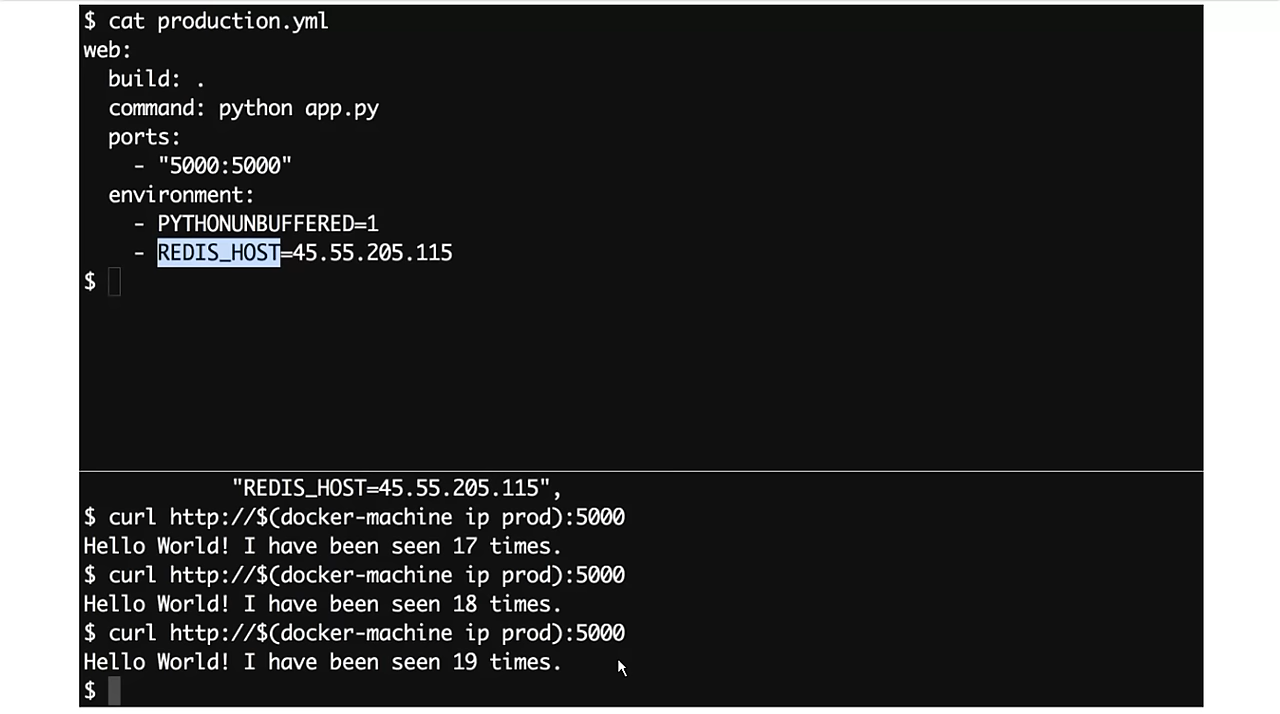 $ cat production.yml
web:
  build: .
  command: python app.py
  ports:
    - "5000:5000"
  environment:
    - PYTHONUNBUFFERED=1
    - REDIS_HOST=45.55.205.115
$
            "REDIS_HOST=45.55.205.115",
$ curl http://$(docker-machine ip prod):5000
Hello World! I have been seen 17 times.
$ curl http://$(docker-machine ip prod):5000
Hello World! I have been seen 18 times.
$ curl http://$(docker-machine ip prod):5000
Hello World! I have been seen 19 times.
$